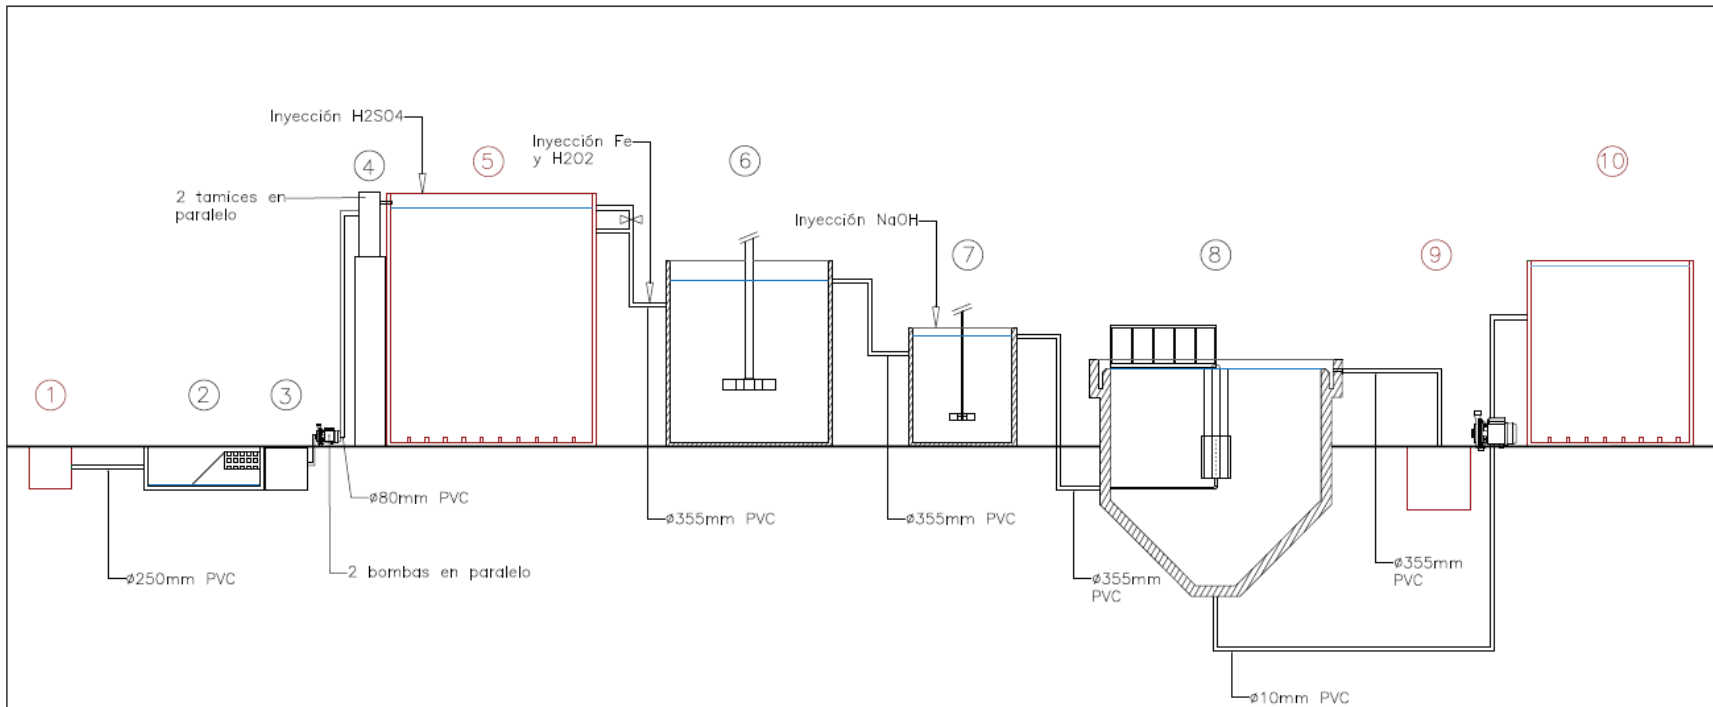 Inyección H2SO4
Inyección Fe
y H2O2
4
5
6
10
2 tamices en
paralelo
Inyección NaOH
7
8
9
1
2
3
ø80mm PVC
ø355mm PVC
ø355mm PVC
2 bombas en paralelo
ø250mm PVC
ø355mm
PVC
ø355mm
PVC
ø10mm PVC